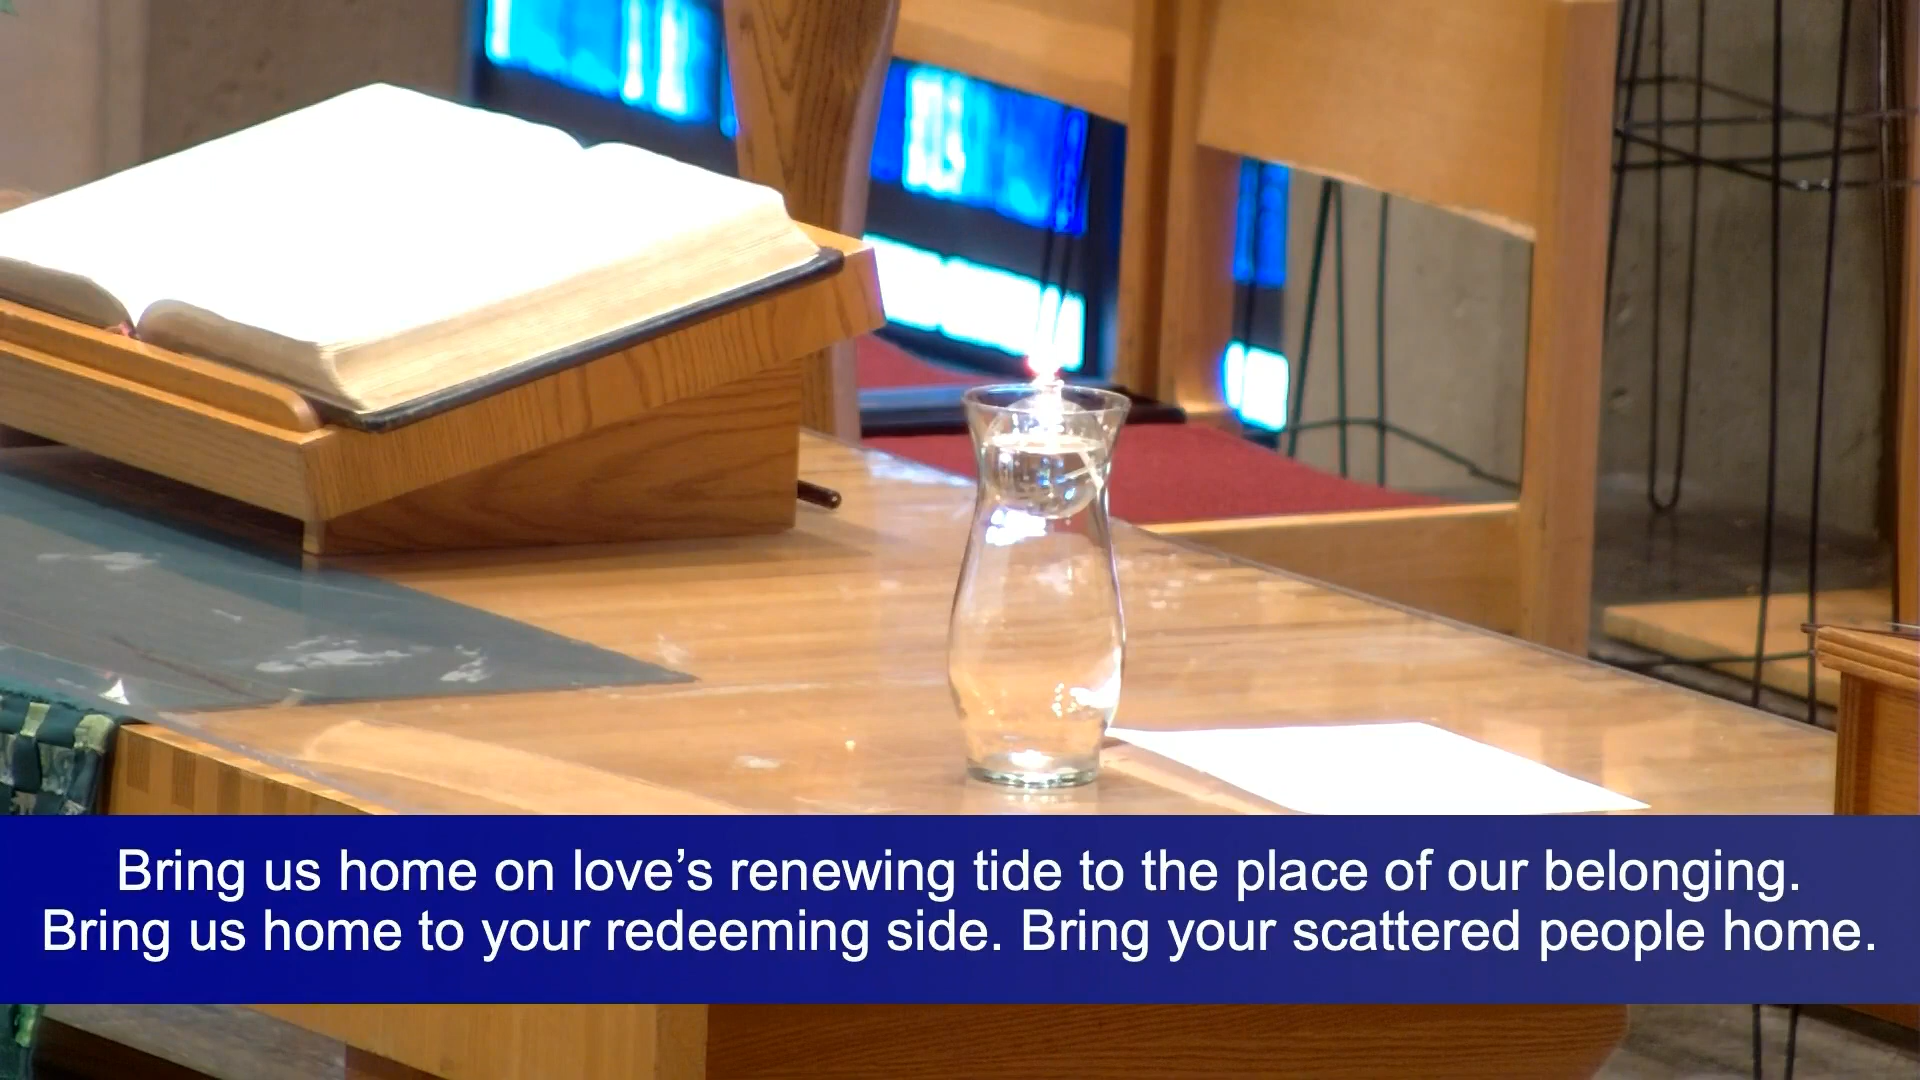 Bring us home on love’s renewing tide to the place of our belonging.
Bring us home to your redeeming side. Bring your scattered people home.